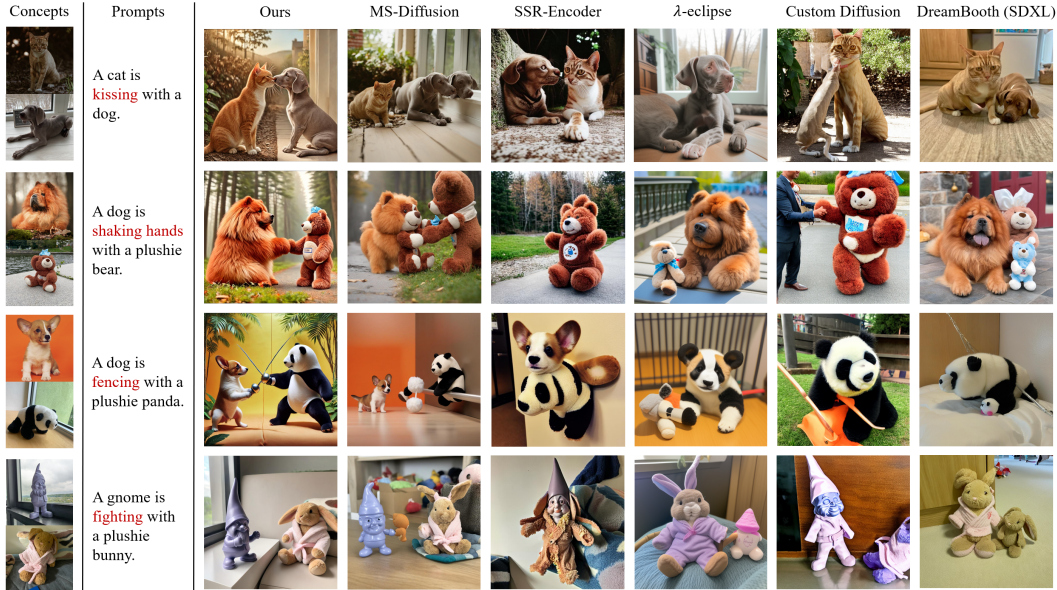 Concepts Prompts Ours MS-Diffusion SSR-Encoder λ-eclipse Custom Diffusion DreamBooth (SDXL)
A cat is
kissing with a
dog.
A dog is
shaking hands
with a plushie
bear.
A dog is
fencing with a
plushie panda.
A gnome is
fighting with
a plushie
bunny.